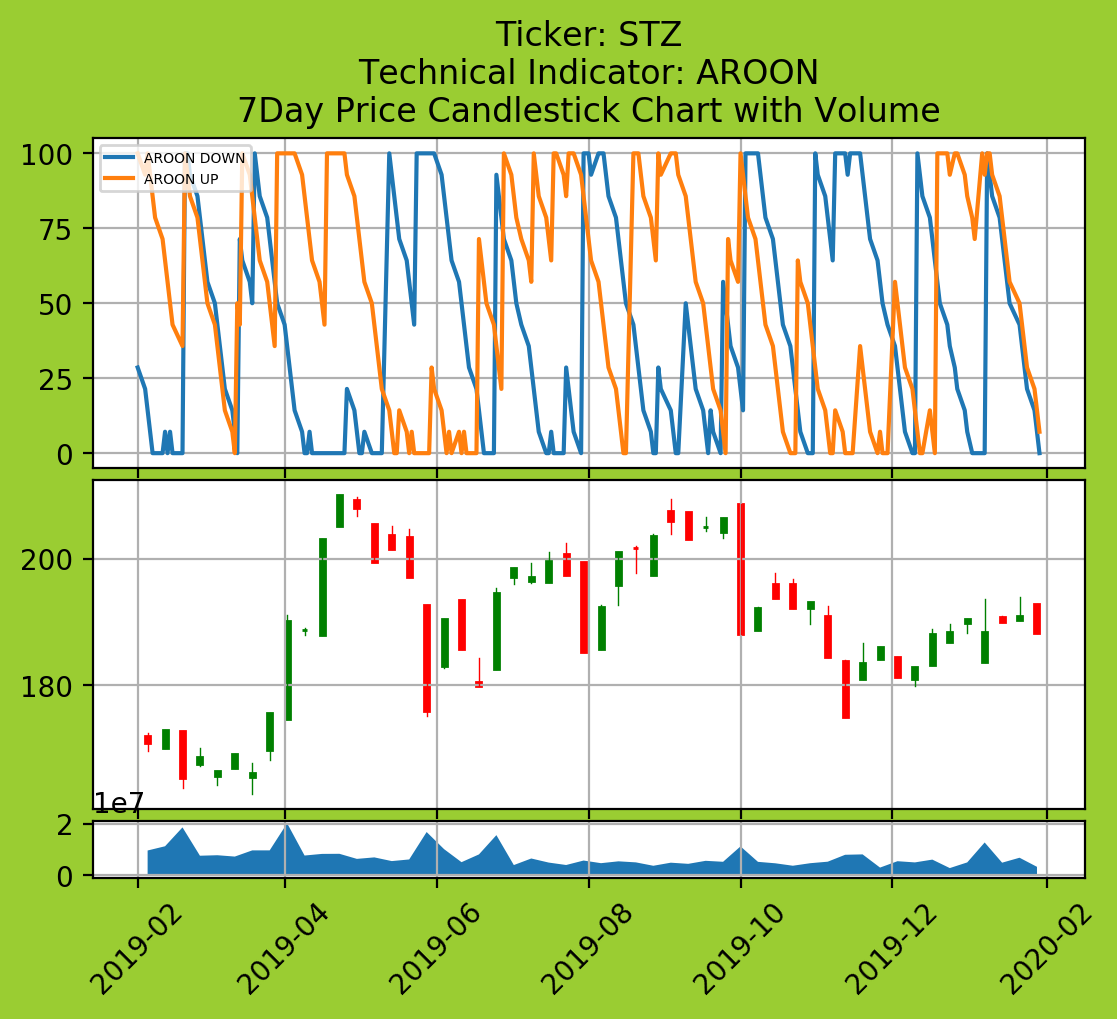 Ticker: STZ
Technical Indicator: AROON
7Day Price Candlestick Chart with Volume
100
75
50
25
0
AROON DOWN
AROON UP
200
180
1e7
2
0
2019-02
2019-04
2019-06
2019-08
2019-10
2019-12
2020-02